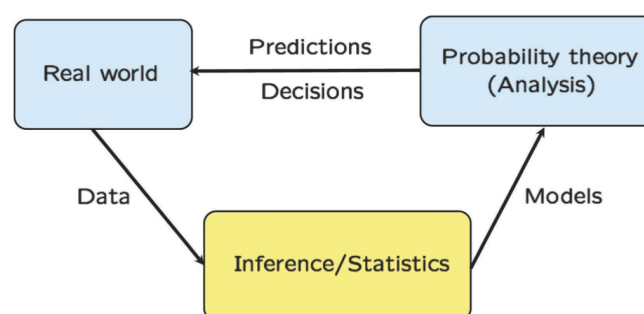 Predictions
Real world
Probability theory
(Analysis)
Decisions
Data
Models
Inference/Statistics